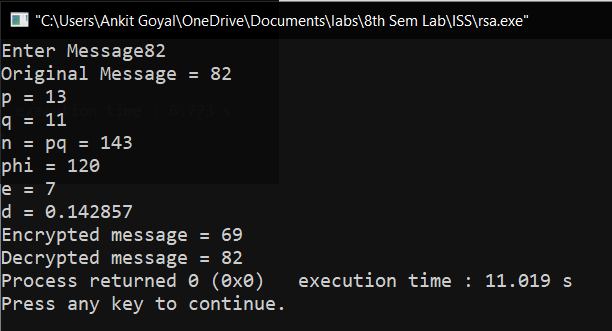 "C:\Users\Ankit Goyal\OneDrive\Documents\labs\8th Sem Lab\ISS\rsa.exe"
Enter Message82
Original Message = 82
p = 13
q = 11
n = pq = 143
phi = 120
e = 7
d = 0.142857
Encrypted message = 69
Decrypted message = 82
Process returned 0 (0x0)   execution time : 11.019 s
Press any key to continue.